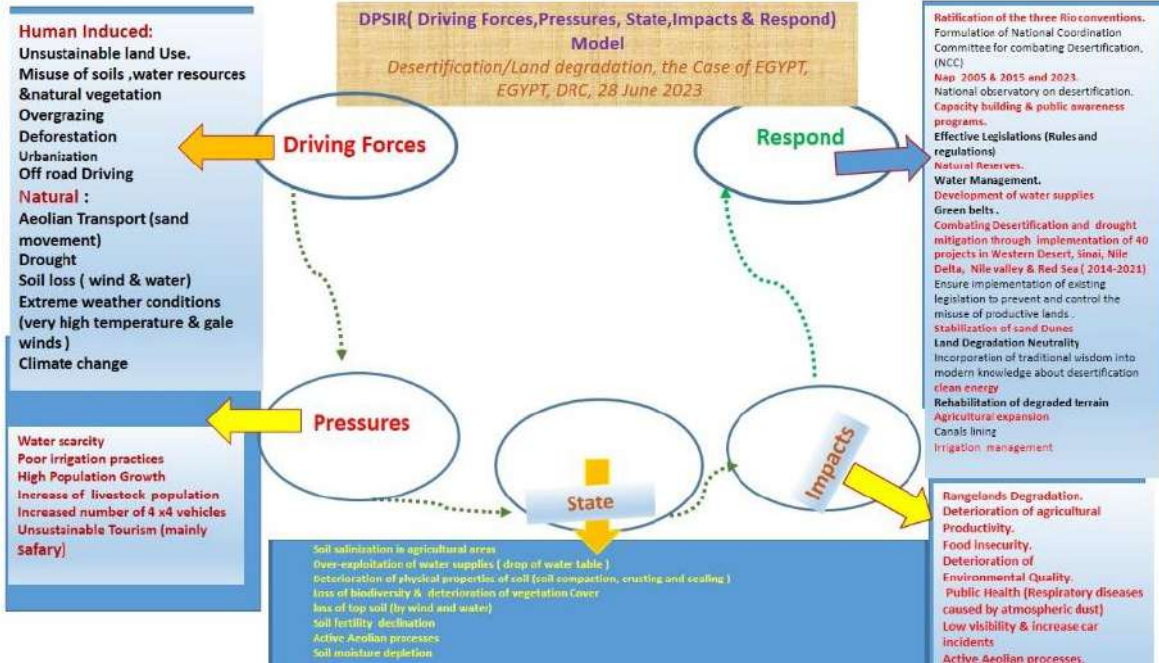 DPSIR( Driving Forces,Pressures, State,Impacts & Respond)
Model
Desertification/Land degradation, the Case of EGYPT,
EGYPT, DRC, 28 June 2023
Human Induced:
Unsustainable land Use.
Misuse of soils ,water resources
&natural vegetation
Overgrazing
Deforestation
Urbanization
Off road Driving
Natural :
Aeolian Transport (sand
movement)
Drought
Soil loss ( wind & water)
Extreme weather conditions
(very high temperature & gale
winds )
Climate change
Driving Forces
Respond
Ratification of the three Rio conventions.
Formulation of National Coordination
Committee for combating Desertification,
(NCC)
Nap 2005 & 2015 and 2023.
National observatory on desertification.
Capacity building & public awareness
programs.
Effective Legislations (Rules and
regulations)
Natural Reserves.
Water Management.
Development of water supplies
Green belts .
Combating Desertification and drought
mitigation through implementation of 40
projects in Western Desert, Sinai, Nile
Delta, Nile valley & Red Sea ( 2014-2021)
Ensure implementation of existing
legislation to prevent and control the
misuse of productive lands .
Stabilization of sand Dunes
Land Degradation Neutrality
Incorporation of traditional wisdom into
modern knowledge about desertification
clean energy
Rehabilitation of degraded terrain
Agricultural expansion
Canals lining
Irrigation management
Pressures
Water scarcity
Poor irrigation practices
High Population Growth
Increase of livestock population
Increased number of 4 x4 vehicles
Unsustainable Tourism (mainly
Safary)
State
Soil salinization in agricultural areas
Over-exploitation of water supplies ( drop of water table )
Deterioration of physical properties of soil (soil compaction, crusting and sealing )
Loss of biodiversity & deterioration of vegetation Cover
loss of top soil (by wind and water)
Soil fertility declination
Active Aeolian processes
Soil moisture depletion
Impacts
Rangelands Degradation.
Deterioration of agricultural
Productivity.
Food insecurity.
Deterioration of
Environmental Quality.
Public Health (Respiratory diseases
caused by atmospheric dust)
Low visibility & increase car
incidents
Active Aeolian processes.